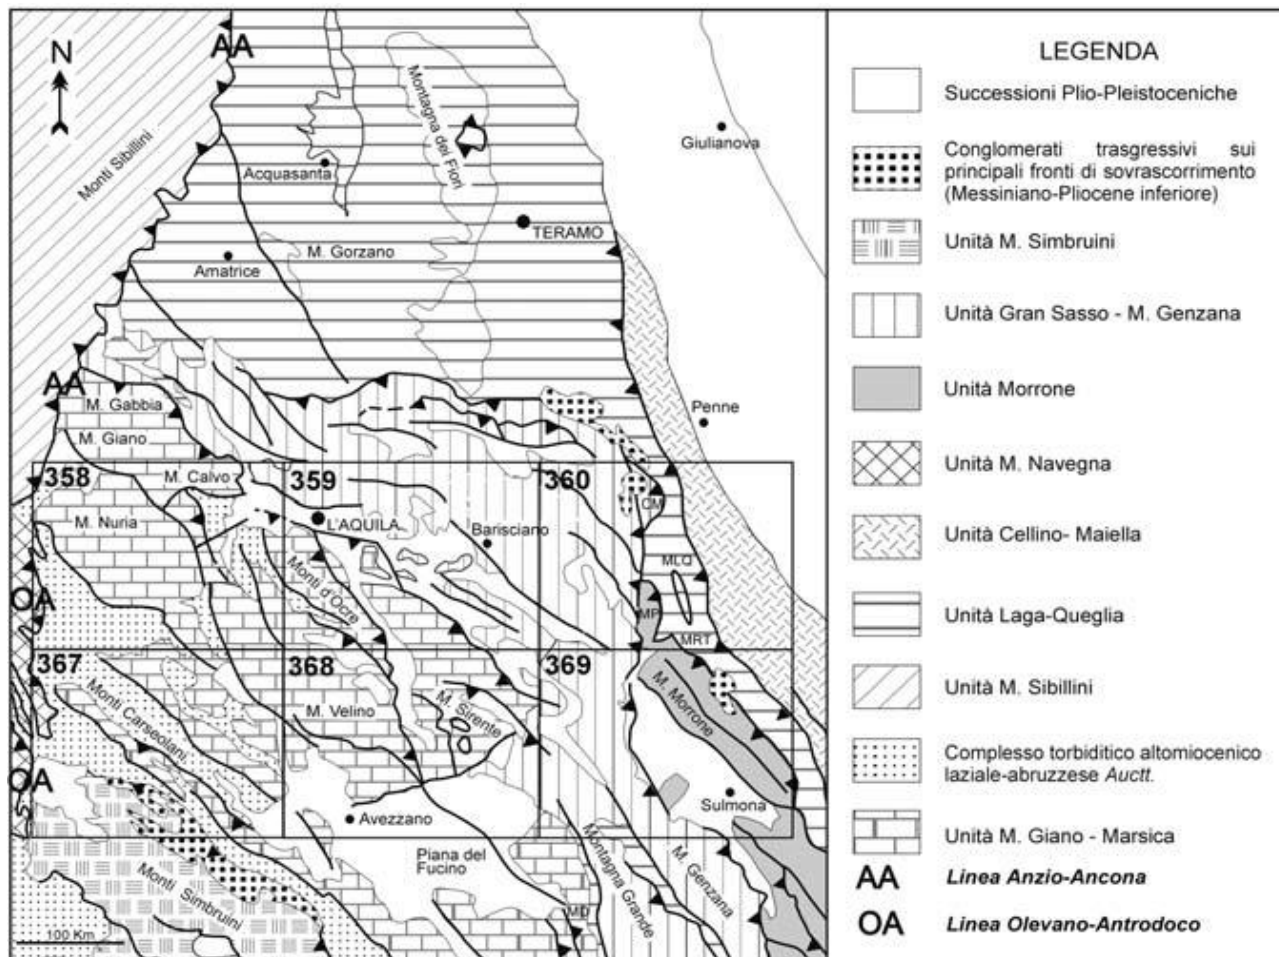 N
AA
Monti Sibillini
Acquasanta
Montagna dei Fiori
Giulianova
TERAMO
M. Gorzano
Amatrice
AA
M. Gabbia
M. Giano
Penne
358
M. Calvo
359
360
CM
M. Nuria
L'AQUILA
Barisciano
MLQ
Monti d'Ocre
OA
MP
MRT
367
368
369
Monti Carseolani
M. Velino
M. Sirente
M. Morrone
OA
Sulmona
Avezzano
Piana del
Fucino
Montagna Grande
M. Genzana
Monti
Simbruini
MD
100 Km
LEGENDA
Successioni Plio-Pleistoceniche
Conglomerati trasgressivi sui
principali fronti di sovrascorrimento
(Messiniano-Pliocene inferiore)
Unità M. Simbruini
Unità Gran Sasso - M. Genzana
Unità Morrone
Unità M. Navegna
Unità Cellino- Maiella
Unità Laga-Queglia
Unità M. Sibillini
Complesso torbiditico altomiocenico
laziale-abruzzese Auctt.
Unità M. Giano - Marsica
AA Linea Anzio-Ancona
OA Linea Olevano-Antrodoco